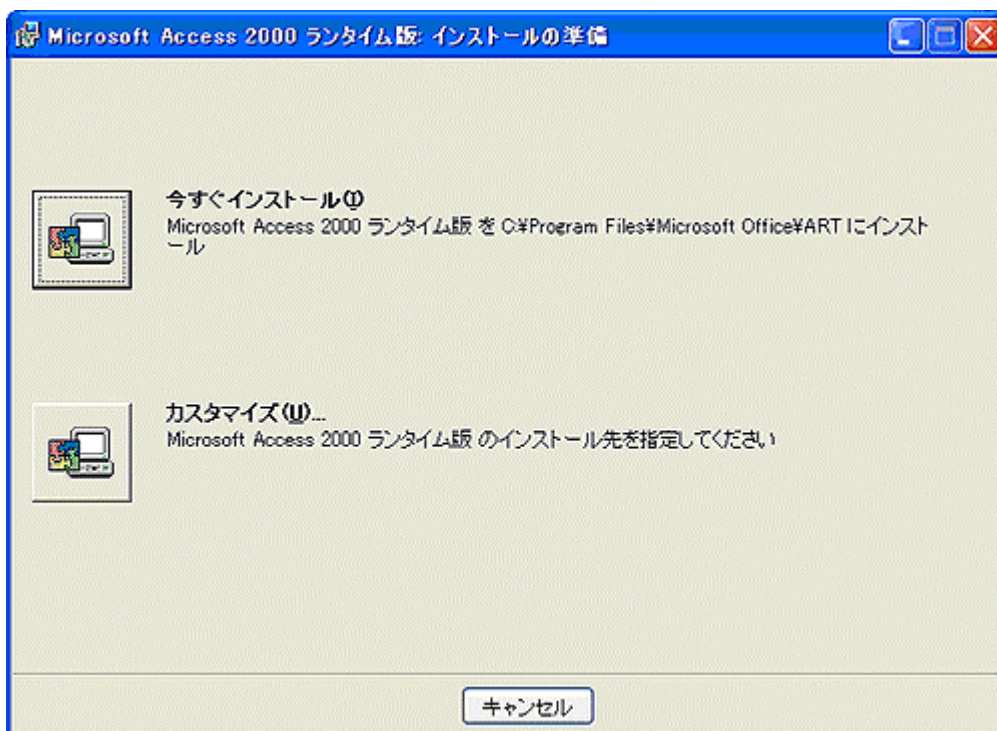 Microsoft Access 2000 ランタイム版: インストールの準備
今すぐインストール(I)
Microsoft Access 2000 ランタイム版 を C:¥Program Files¥Microsoft Office¥ART にインスト
ール
カスタマイズ(U)...
Microsoft Access 2000 ランタイム版 のインストール先を指定してください
キャンセル